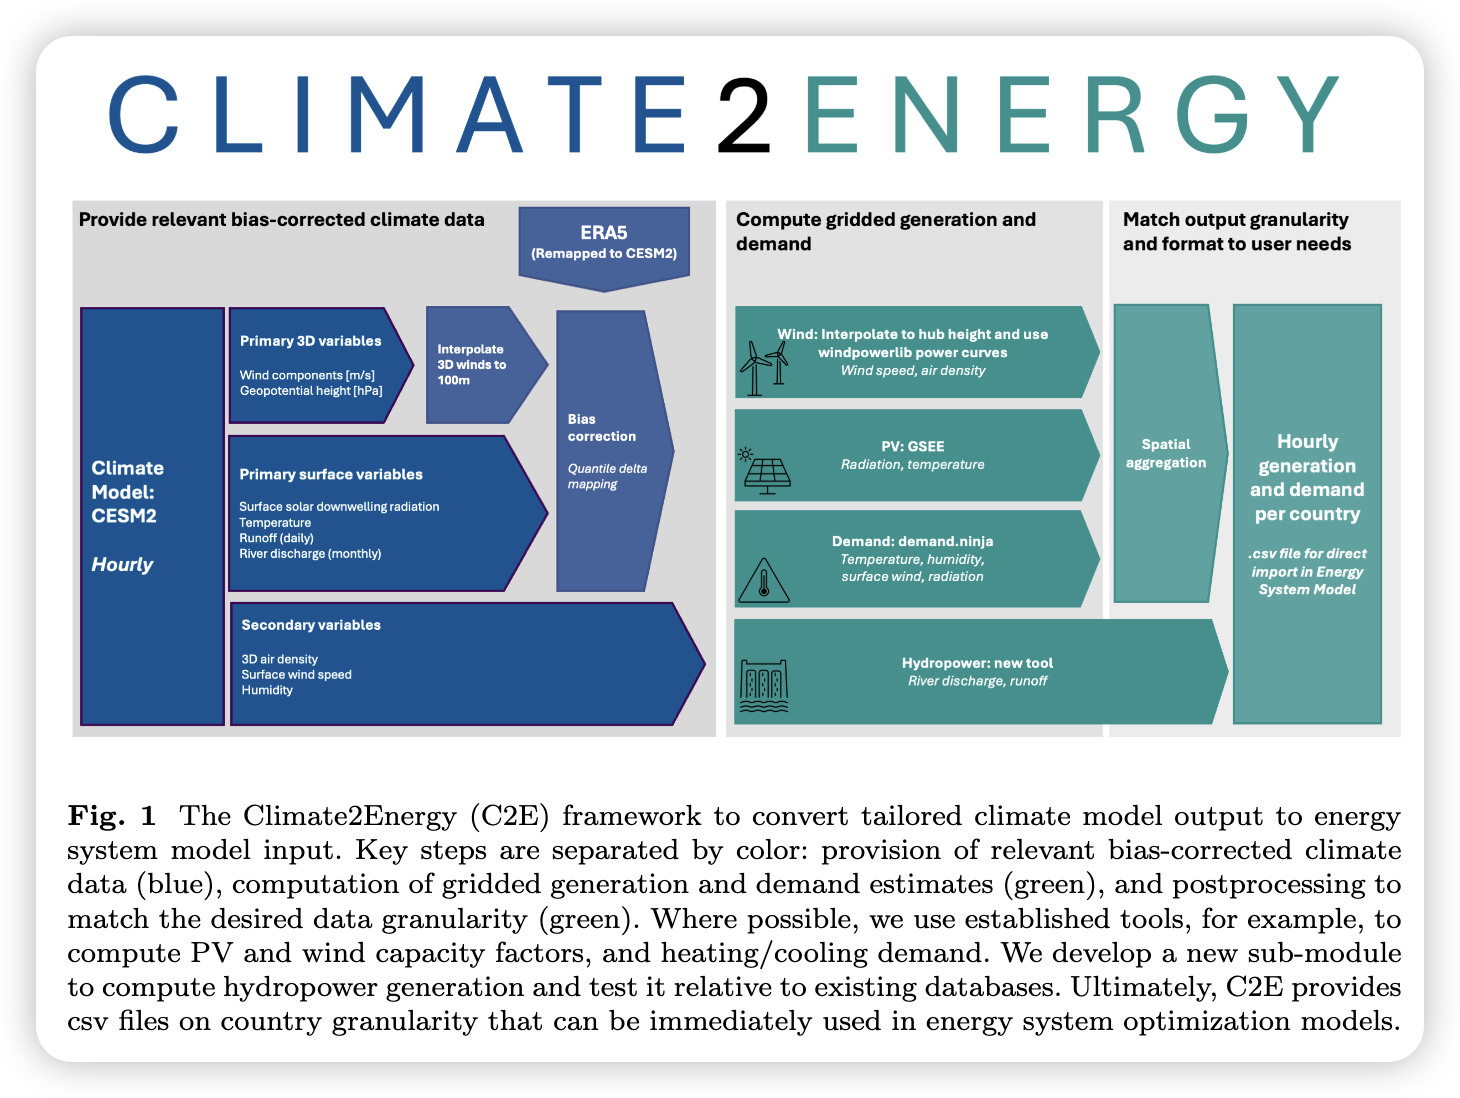 CLIMATE2ENERGY
Provide relevant bias-corrected climate data
ERA5
(Remapped to CESM2)
Climate
Model:
CESM2
Hourly
Primary 3D variables
Wind components [m/s]
Geopotential height [hPa]
Interpolate
3D winds to
100m
Primary surface variables
Surface solar downwelling radiation
Temperature
Runoff (daily)
River discharge (monthly)
Bias
correction
Quantile delta
mapping
Secondary variables
3D air density
Surface wind speed
Humidity
Compute gridded generation and
demand
Wind: Interpolate to hub height and use
windpowerlib power curves
Wind speed, air density
PV: GSEE
Radiation, temperature
Demand: demand.ninja
Temperature, humidity,
surface wind, radiation
Hydropower: new tool
River discharge, runoff
Match output granularity
and format to user needs
Spatial
aggregation
Hourly
generation
and demand
per country
.csv file for direct
import in Energy
System Model
Fig. 1 The Climate2Energy (C2E) framework to convert tailored climate model output to energy
system model input. Key steps are separated by color: provision of relevant bias-corrected climate
data (blue), computation of gridded generation and demand estimates (green), and postprocessing to
match the desired data granularity (green). Where possible, we use established tools, for example, to
compute PV and wind capacity factors, and heating/cooling demand. We develop a new sub-module
to compute hydropower generation and test it relative to existing databases. Ultimately, C2E provides
csv files on country granularity that can be immediately used in energy system optimization models.